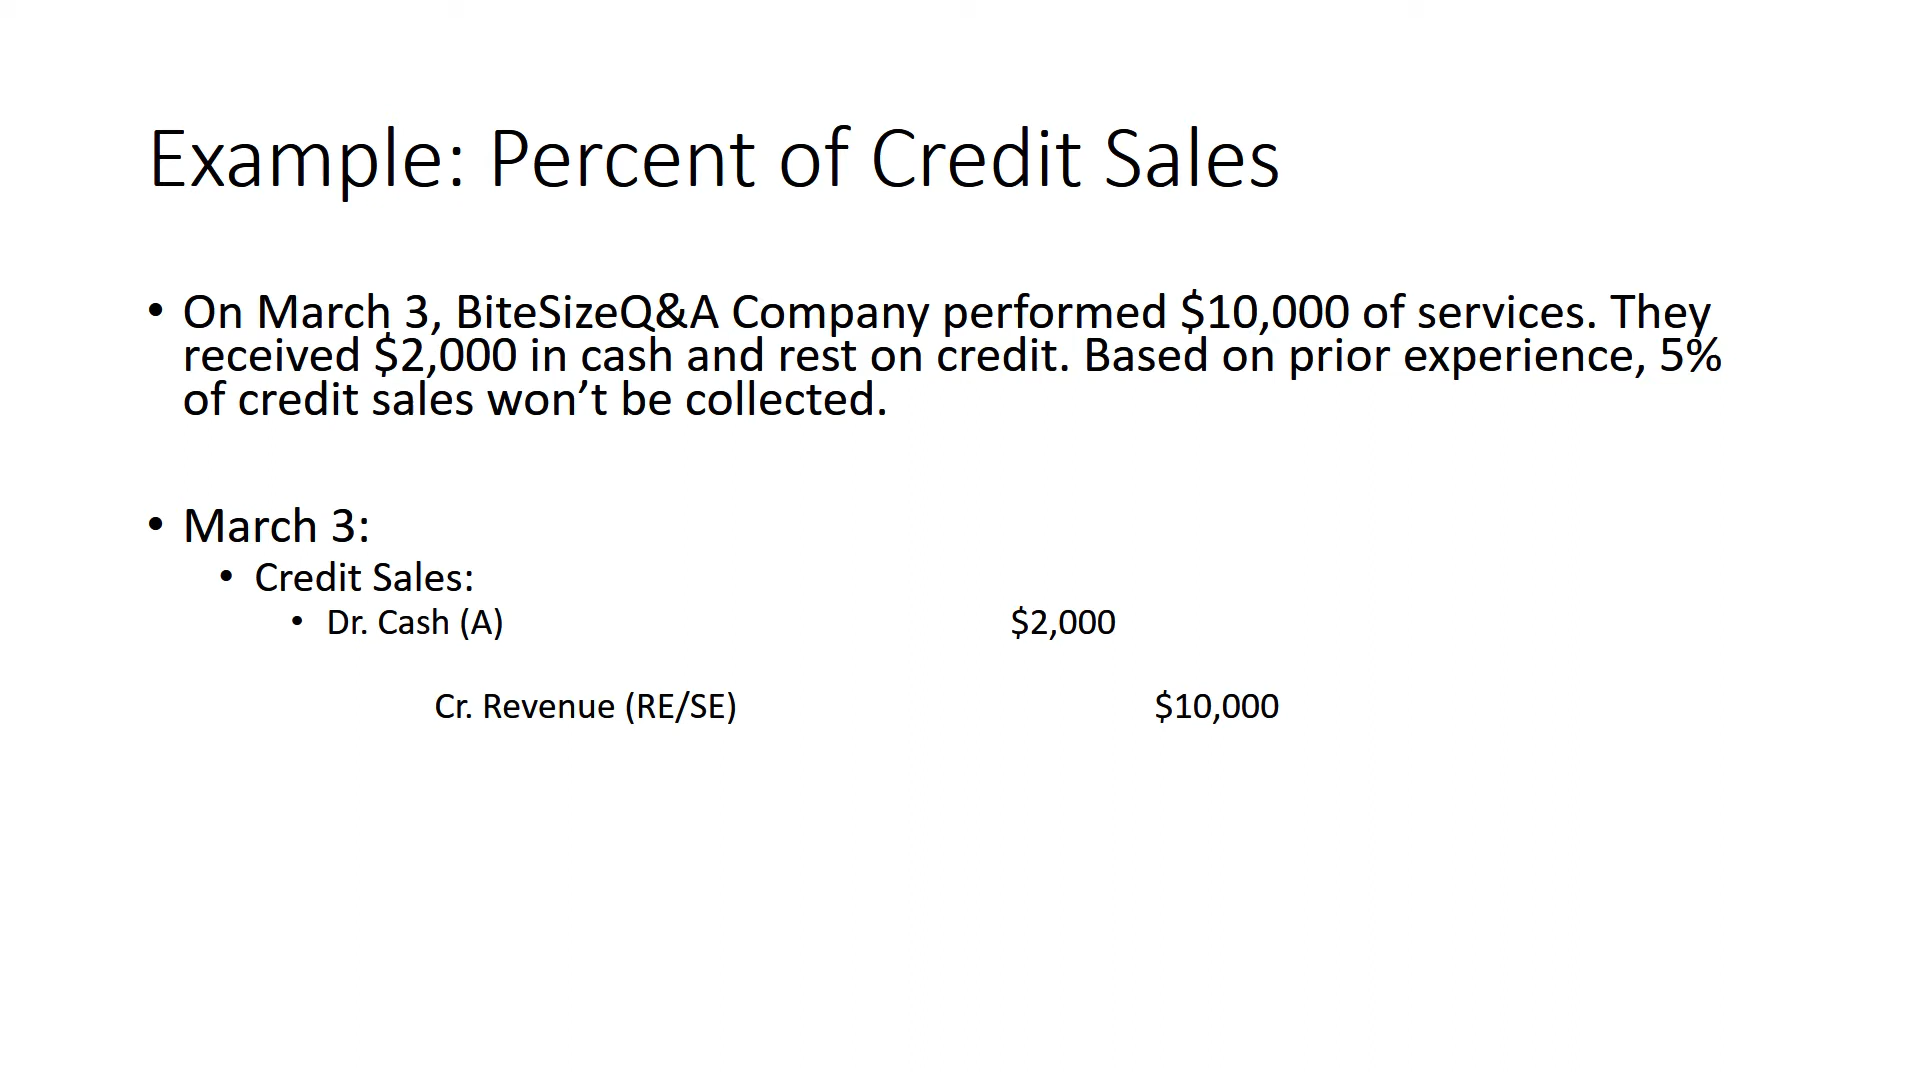 Example: Percent of Credit Sales
• On March 3, BiteSizeQ&A Company performed $10,000 of services. They
received $2,000 in cash and rest on credit. Based on prior experience, 5%
of credit sales won’t be collected.
• March 3:
• Credit Sales:
• Dr. Cash (A) $2,000
Cr. Revenue (RE/SE) $10,000